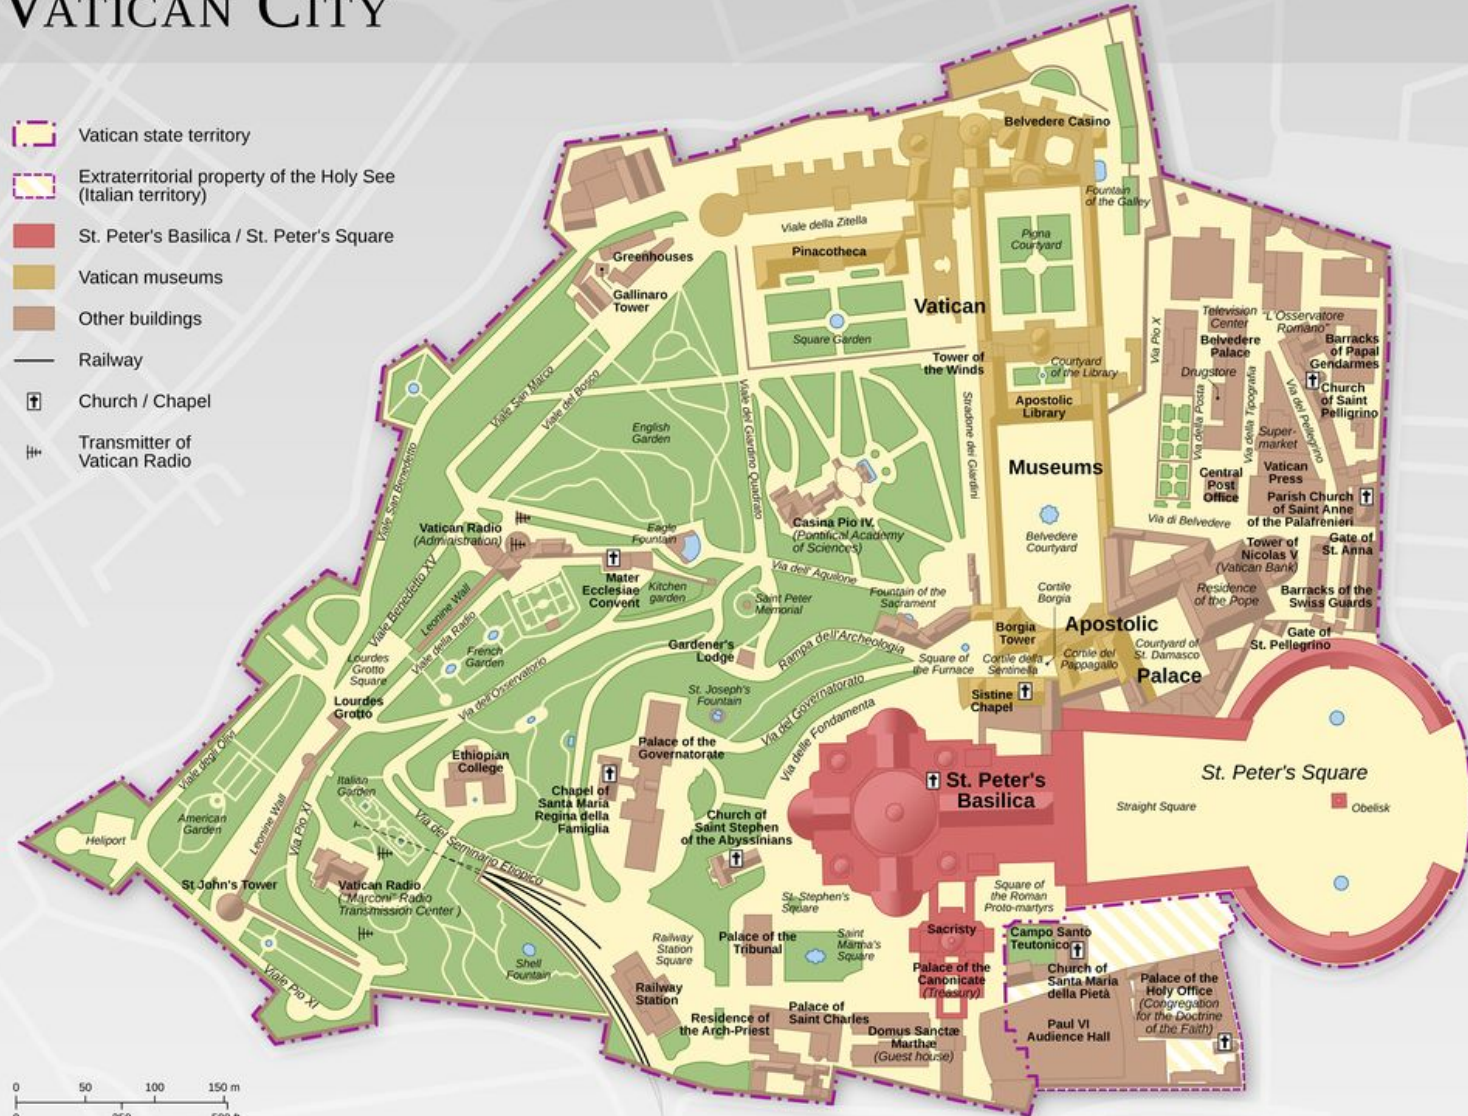 VATICAN CITY
Vatican state territory
Extraterritorial property of the Holy See
(Italian territory)
St. Peter's Basilica / St. Peter's Square
Vatican museums
Other buildings
Railway
Church / Chapel
Transmitter of
Vatican Radio
0 50 100 150 m
Belvedere Casino
Fountain
of the Galley
Viale della Zitella
Pinacotheca
Pigna
Courtyard
Greenhouses
Gallinaro
Tower
Vatican
Square Garden
Tower of
the Winds
Courtyard
of the Library
Apostolic
Library
Via Pio X
Television
Center
"L'Osservatore
Romano"
Belvedere
Palace
Barracks
of Papal
Gendarmes
Drugstore
Church
of Saint
Pelligrino
Via della Posta
Via della Tipografia
Via del Pellegrino
Super-
market
Central
Post
Office
Vatican
Press
Parish Church
of Saint Anne
of the Palafrenieri
Via di Belvedere
Gate of
St. Anna
Tower of
Nicolas V
(Vatican Bank)
Residence
of the Pope
Barracks of the
Swiss Guards
Gate of
St. Pellegrino
Viale San Marco
Viale del Bosco
Viale San Benedetto
English
Garden
Viale del Giardino Quadrato
Stradone dei Giardini
Museums
Belvedere
Courtyard
Casina Pio IV.
(Pontifical Academy
of Sciences)
Vatican Radio
(Administration)
Eagle
Fountain
Mater
Ecclesiae
Convent
Kitchen
garden
Via dell' Aquilone
Saint Peter
Memorial
Fountain of the
Sacrament
Cortile
Borgia
Borgia
Tower
Apostolic
Palace
Courtyard of
St. Damasco
Cortile del
Pappagallo
Cortile della
Sentinella
Square of
the Furnace
Sistine
Chapel
Viale Benedetto XV
Leonine Wall
Viale della Radio
French
Garden
Lourdes
Grotto
Square
Lourdes
Grotto
Via dell'Osservatorio
Gardener's
Lodge
Rampa dell'Archeologia
St. Joseph's
Fountain
Via del Governatorato
Via delle Fondamenta
Palace of the
Governatorate
Ethiopian
College
Italian
Garden
Viale degli Olivi
American
Garden
Heliport
Leonine Wall
Via Pio XI
Chapel of
Santa Maria
Regina della
Famiglia
Church of
Saint Stephen
of the Abyssinians
Via del Seminario Etiopico
St John's Tower
Vatican Radio
("Marconi" Radio
Transmission Center )
Viale Pio XI
Shell
Fountain
St. Peter's
Basilica
St. Peter's Square
Straight Square
Obelisk
Square of
the Roman
Proto-martyrs
St. Stephen's
Square
Railway
Station
Square
Railway
Station
Palace of the
Tribunal
Saint
Martha's
Square
Sacristy
Palace of the
Canonicate
(Treasury)
Campo Santo
Teutonico
Church of
Santa Maria
della Pietà
Palace of the
Holy Office
(Congregation
for the Doctrine
of the Faith)
Paul VI
Audience Hall
Residence of
the Arch-Priest
Palace of
Saint Charles
Domus Sanctæ
Marthæ
(Guest house)